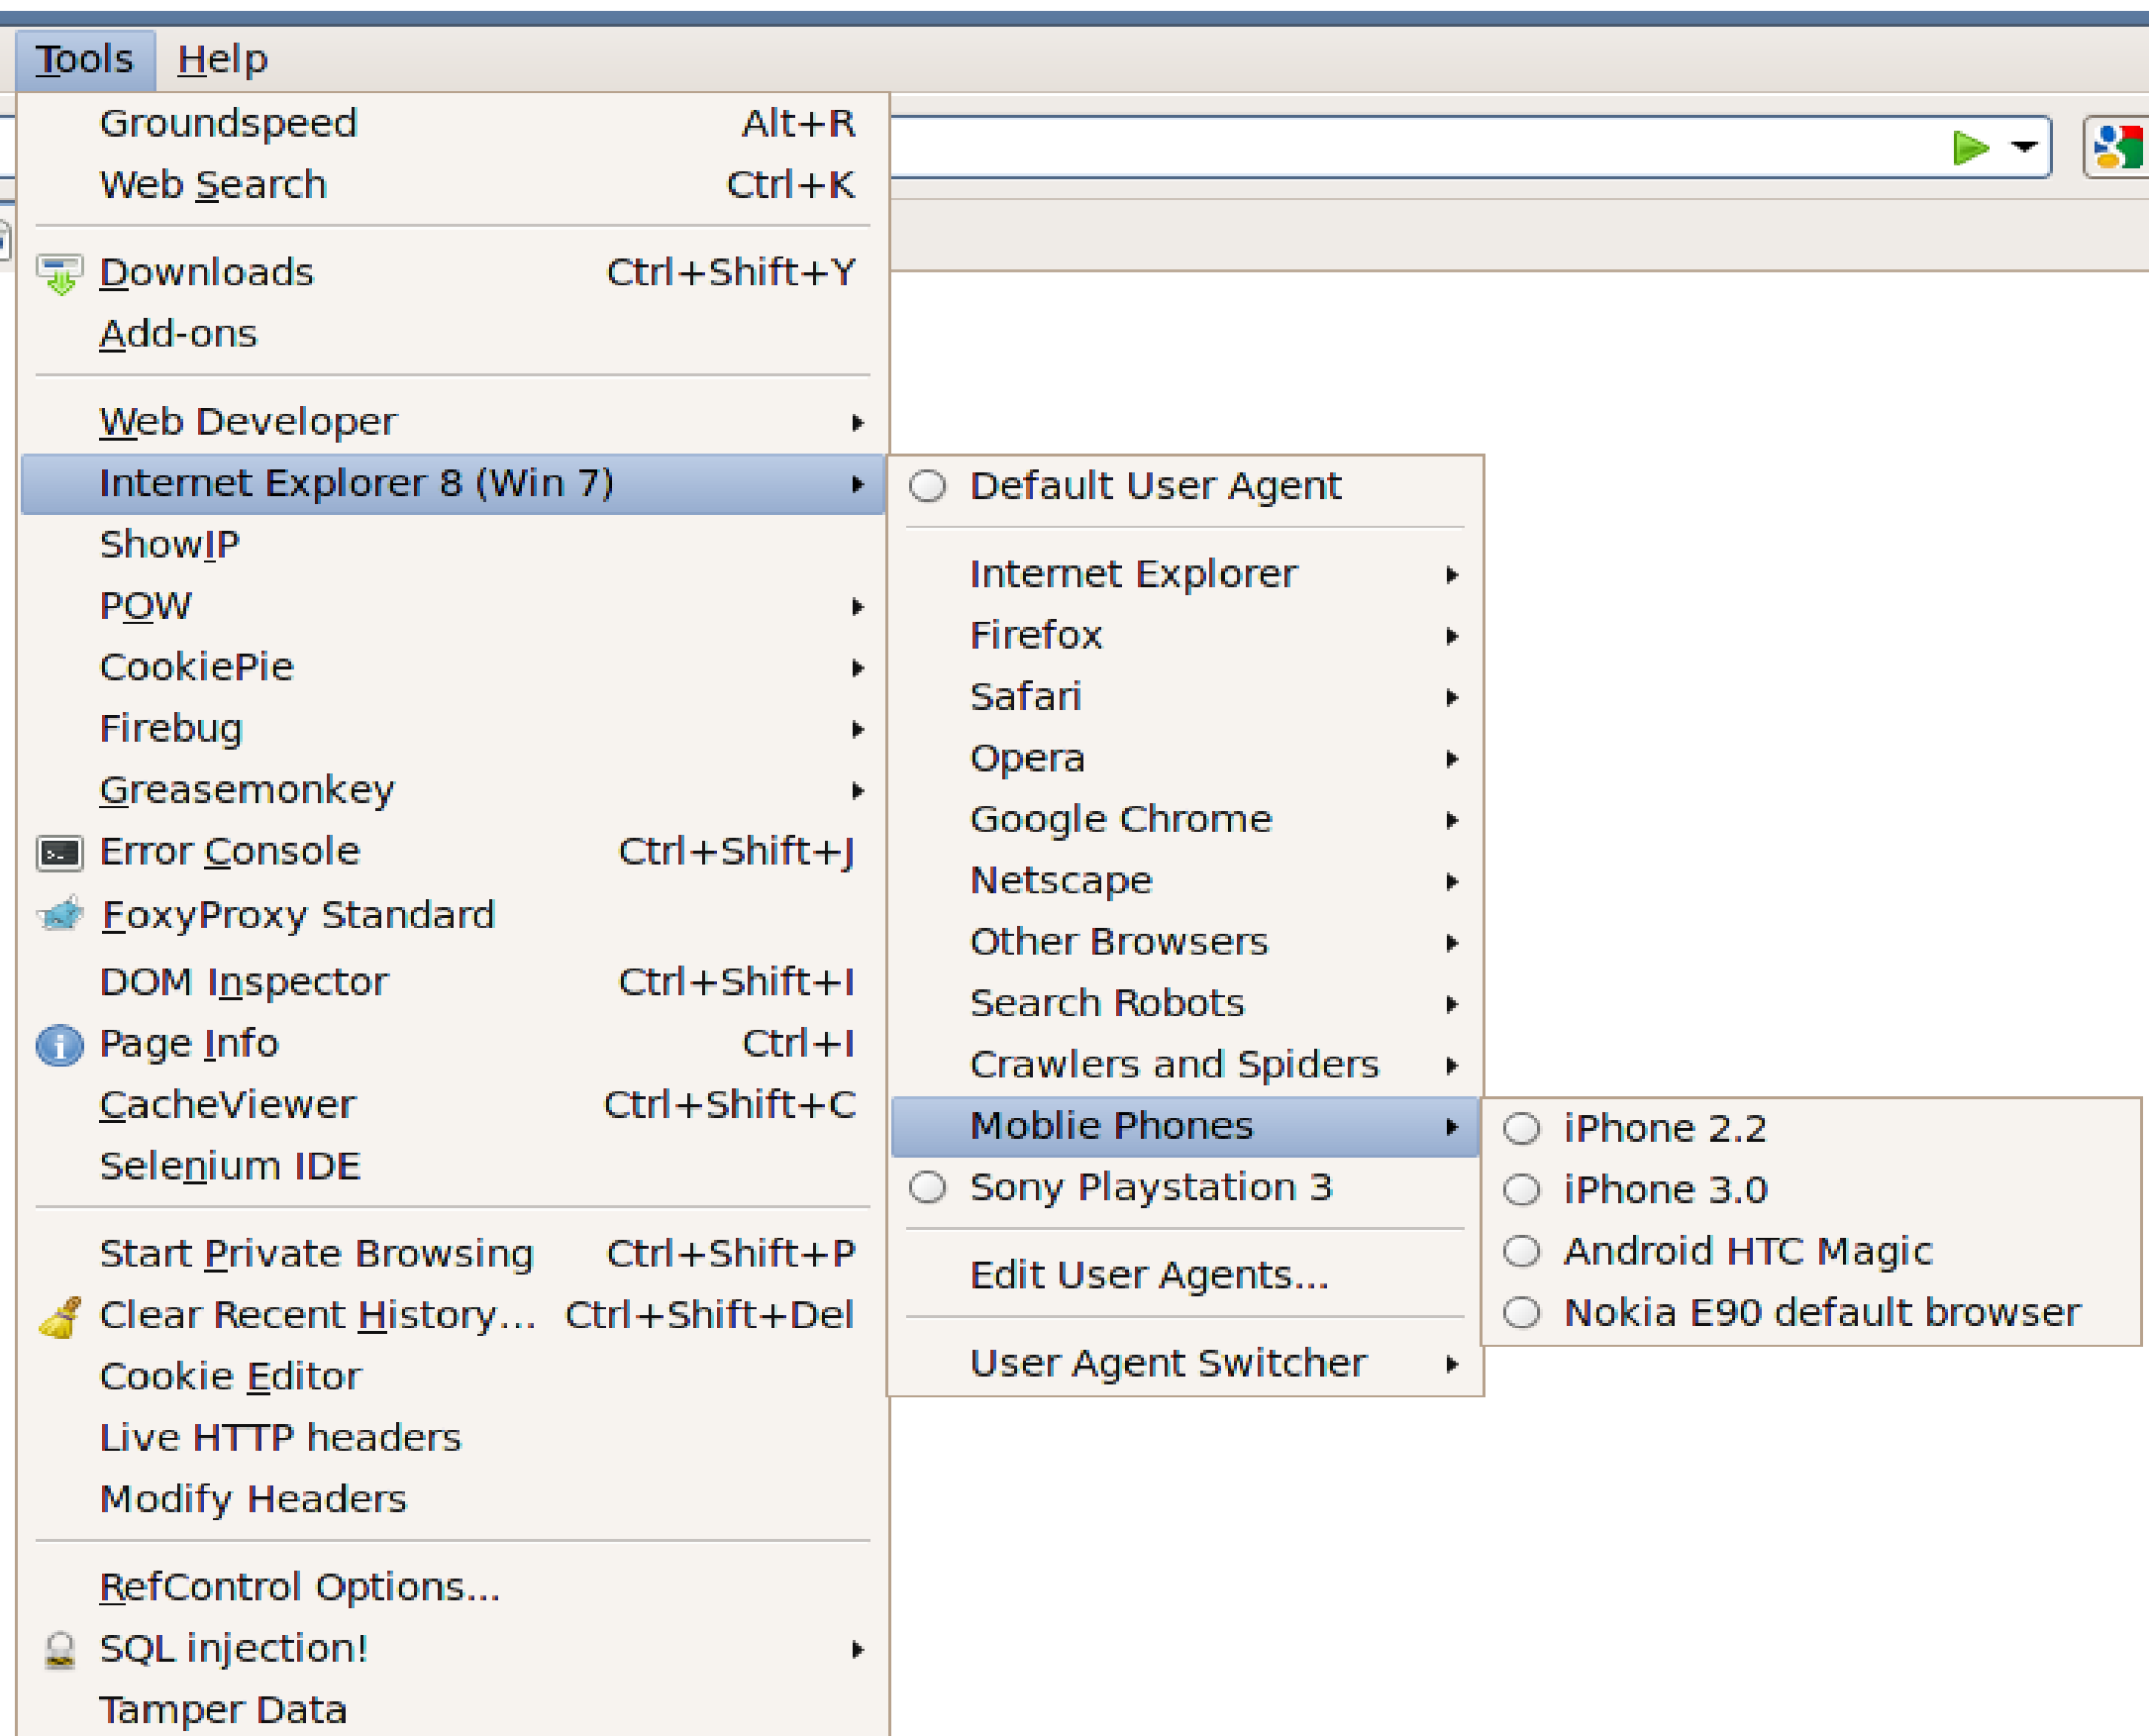 Tools Help
Groundspeed Alt+R
Web Search Ctrl+K
Downloads Ctrl+Shift+Y
Add-ons
Web Developer
Internet Explorer 8 (Win 7)
ShowIP
POW
CookiePie
Firebug
Greasemonkey
Error Console Ctrl+Shift+J
FoxyProxy Standard
DOM Inspector Ctrl+Shift+I
Page Info Ctrl+I
CacheViewer Ctrl+Shift+C
Selenium IDE
Start Private Browsing Ctrl+Shift+P
Clear Recent History... Ctrl+Shift+Del
Cookie Editor
Live HTTP headers
Modify Headers
RefControl Options...
SQL injection!
Tamper Data
Default User Agent
Internet Explorer
Firefox
Safari
Opera
Google Chrome
Netscape
Other Browsers
Search Robots
Crawlers and Spiders
Moblie Phones
Sony Playstation 3
Edit User Agents...
User Agent Switcher
iPhone 2.2
iPhone 3.0
Android HTC Magic
Nokia E90 default browser